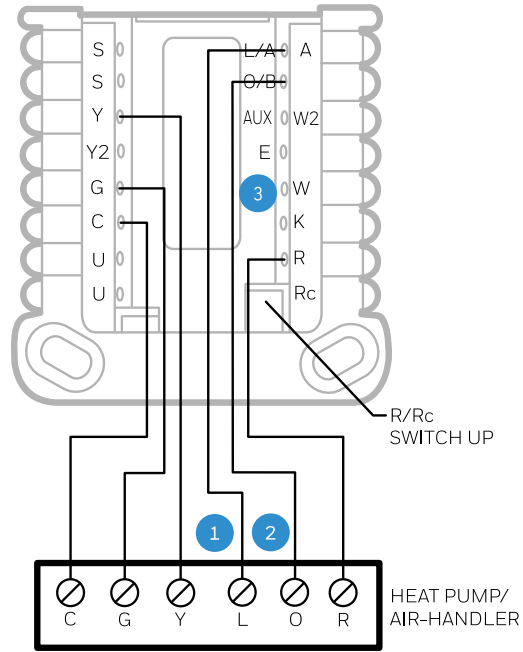 S L/A A
S O/B
Y AUX W2
Y2 E
G 3 W
C K
U R
U Rc
R/Rc
SWITCH UP
1 2
C G Y L O R
HEAT PUMP/
AIR-HANDLER